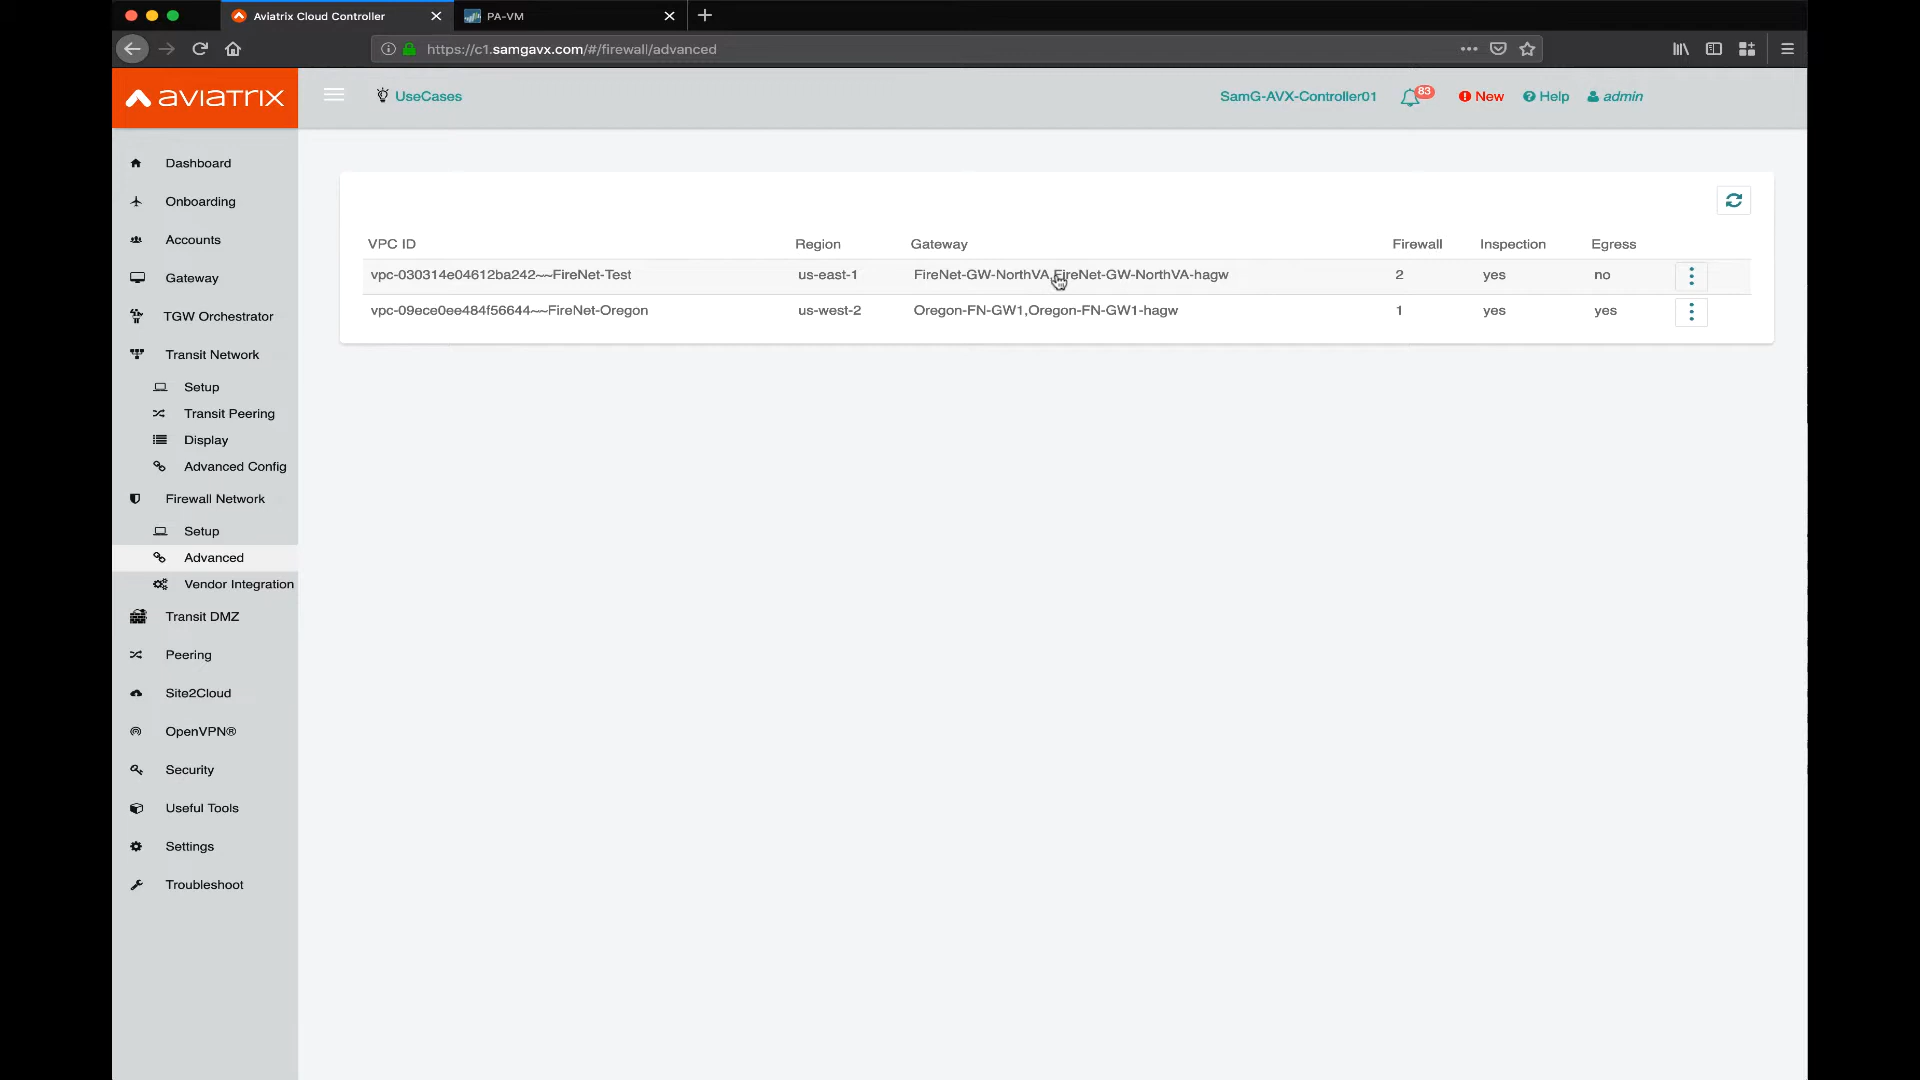 Aviatrix Cloud Controller
PA-VM
https://c1.samgavx.com/#/firewall/advanced
aviatrix
UseCases
SamG-AVX-Controller01
83
New
Help
admin
Dashboard
Onboarding
Accounts
Gateway
TGW Orchestrator
Transit Network
Setup
Transit Peering
Display
Advanced Config
Firewall Network
Setup
Advanced
Vendor Integration
Transit DMZ
Peering
Site2Cloud
OpenVPN®
Security
Useful Tools
Settings
Troubleshoot
VPC ID Region Gateway Firewall Inspection Egress
vpc-030314e04612ba242~~FireNet-Test us-east-1 FireNet-GW-NorthVA,FireNet-GW-NorthVA-hagw 2 yes no
vpc-09ece0ee484f56644~~FireNet-Oregon us-west-2 Oregon-FN-GW1,Oregon-FN-GW1-hagw 1 yes yes